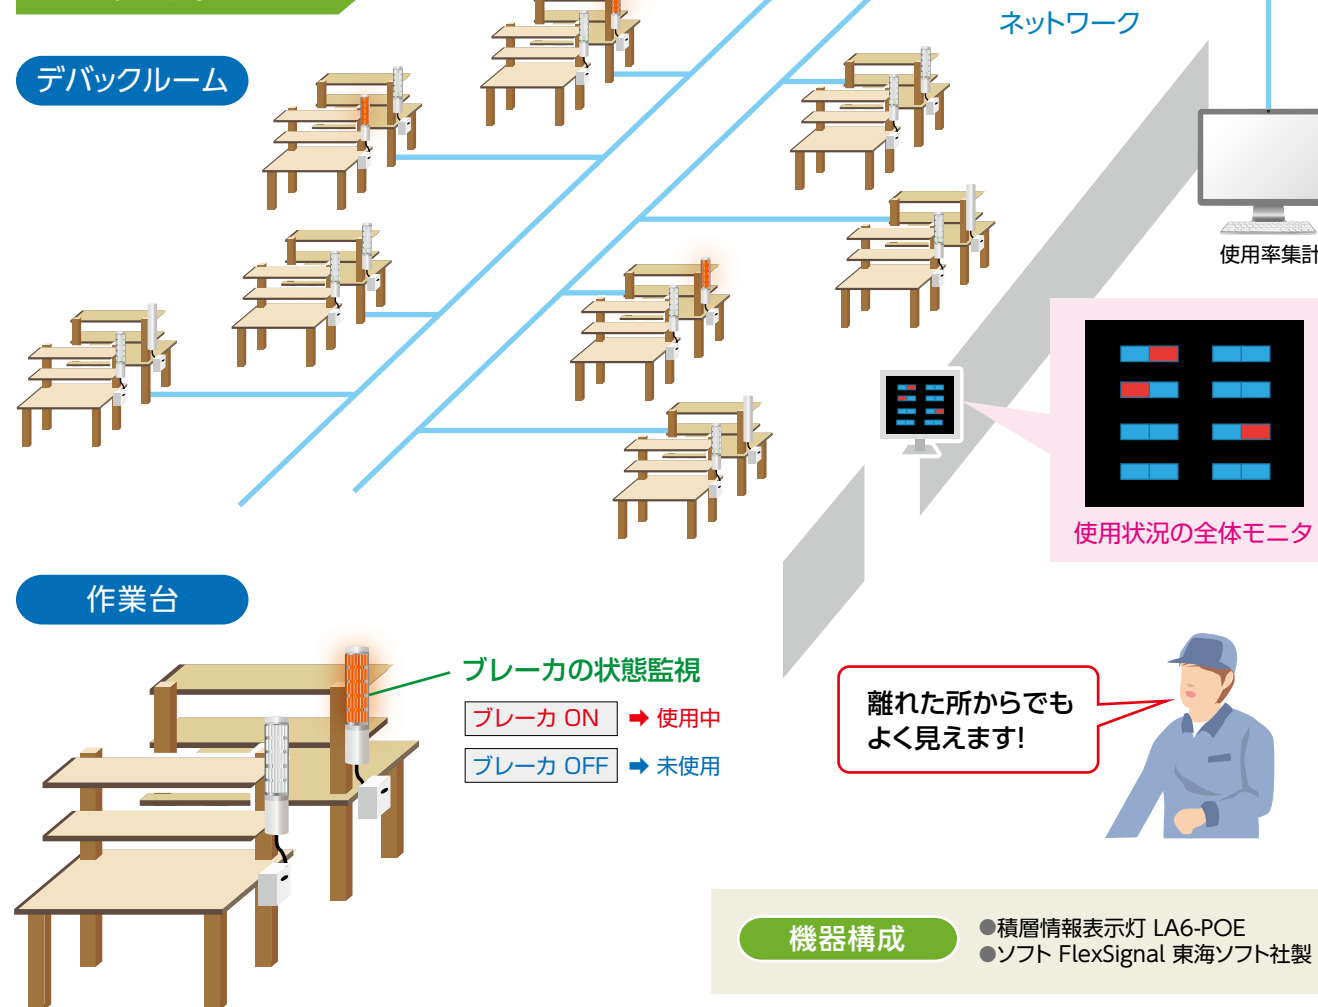 ネットワーク
デバックルーム
使用率集計
使用状況の全体モニタ
作業台
ブレーカの状態監視
ブレーカ ON ➡ 使用中
ブレーカ OFF ➡ 未使用
離れた所からでも
よく見えます!
機器構成
●積層情報表示灯 LA6-POE
●ソフト FlexSignal 東海ソフト社製